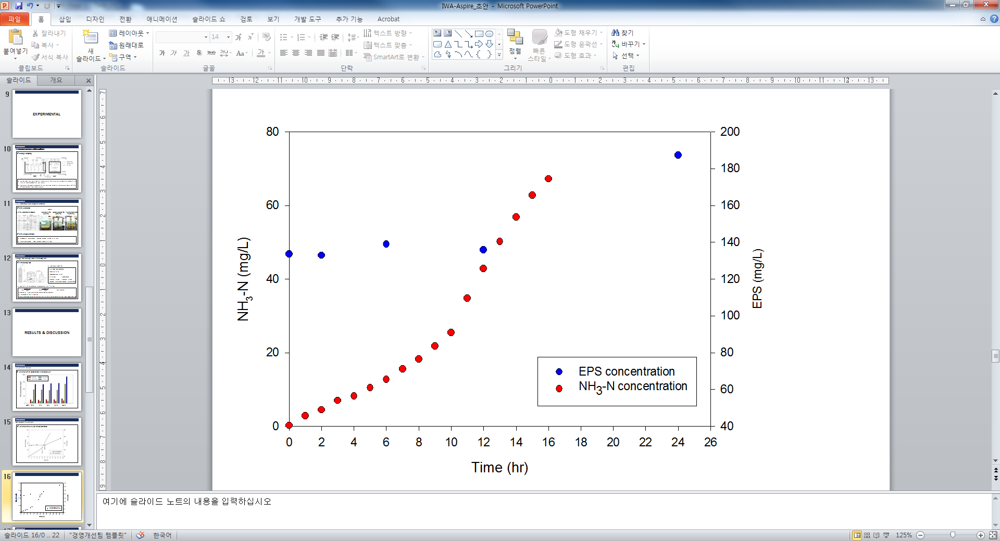 IWA-Aspire_초안 - Microsoft PowerPoint
파일 홈 삽입 디자인 전환 애니메이션 슬라이드 쇼 검토 보기 개발 도구 추가 기능 Acrobat
붙여넣기
잘라내기
복사
서식 복사
클립보드
새
슬라이드
레이아웃
원래대로
구역
슬라이드
14
글꼴
텍스트 방향
텍스트 맞춤
SmartArt로 변환
단락
정렬
빠른
스타일
도형 채우기
도형 윤곽선
도형 효과
그리기
찾기
바꾸기
선택
편집
슬라이드 개요
9
EXPERIMENTAL
10
11
12
13
RESULTS & DISCUSSION
14
15
16
80
60
40
20
0
NH3-N (mg/L)
200
180
160
140
120
100
80
60
40
EPS (mg/L)
EPS concentration
NH3-N concentration
0 2 4 6 8 10 12 14 16 18 20 22 24 26
Time (hr)
여기에 슬라이드 노트의 내용을 입력하십시오
슬라이드 16/0 .. 22 "경영개선팀 템플릿" 한국어 125%